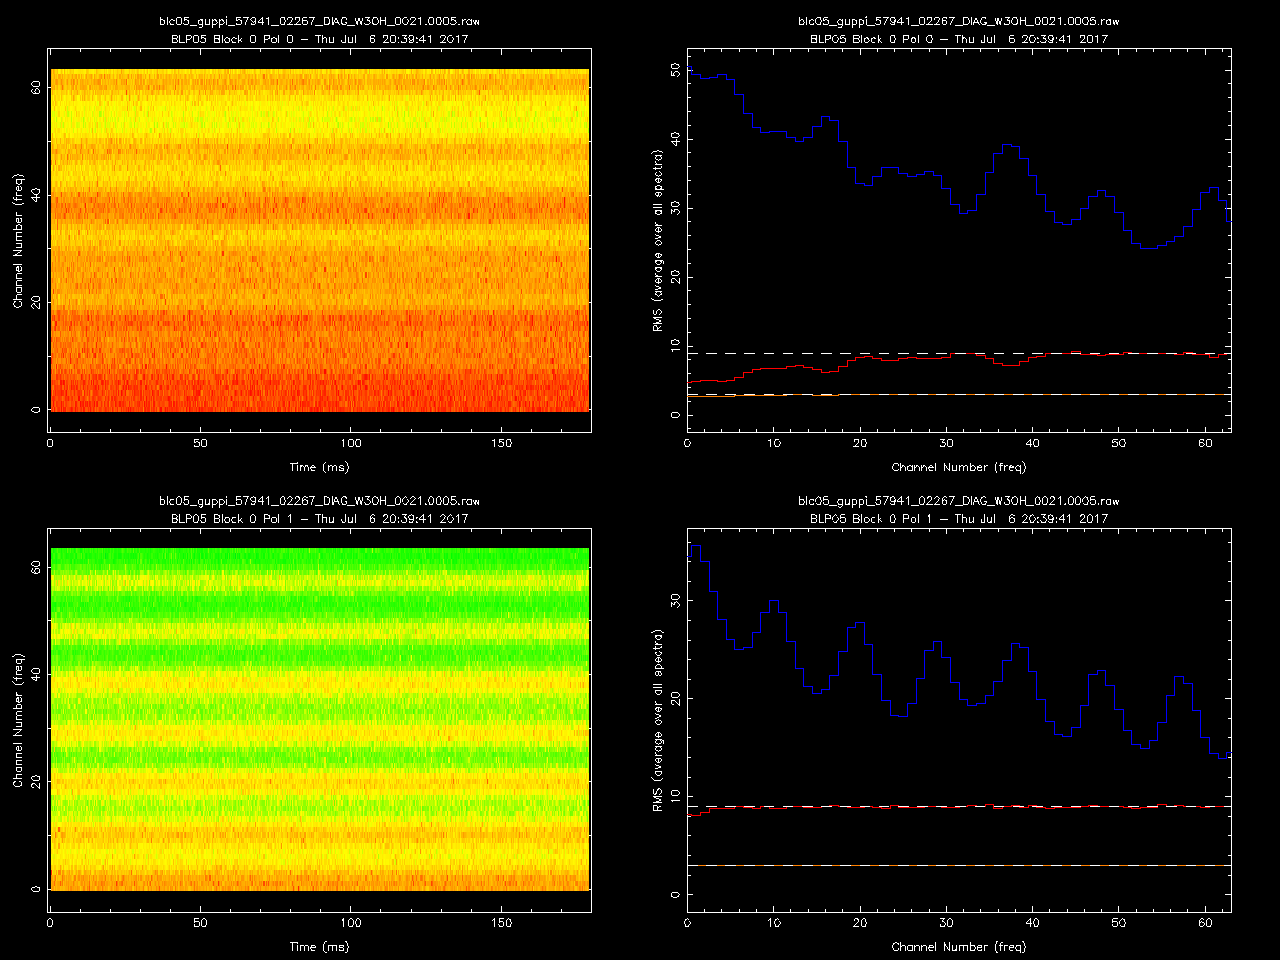 blc05_guppi_57941_02267_DIAG_W3OH_0021.0005.raw
BLP05 Block 0 Pol 0 – Thu Jul 6 20:39:41 2017
Channel Number (freq)
60
40
20
0
0 50 100 150
Time (ms)
blc05_guppi_57941_02267_DIAG_W3OH_0021.0005.raw
BLP05 Block 0 Pol 0 – Thu Jul 6 20:39:41 2017
RMS (average over all spectra)
50
40
30
20
10
0
0 10 20 30 40 50 60
Channel Number (freq)
blc05_guppi_57941_02267_DIAG_W3OH_0021.0005.raw
BLP05 Block 0 Pol 1 – Thu Jul 6 20:39:41 2017
Channel Number (freq)
60
40
20
0
0 50 100 150
Time (ms)
blc05_guppi_57941_02267_DIAG_W3OH_0021.0005.raw
BLP05 Block 0 Pol 1 – Thu Jul 6 20:39:41 2017
RMS (average over all spectra)
30
20
10
0
0 10 20 30 40 50 60
Channel Number (freq)